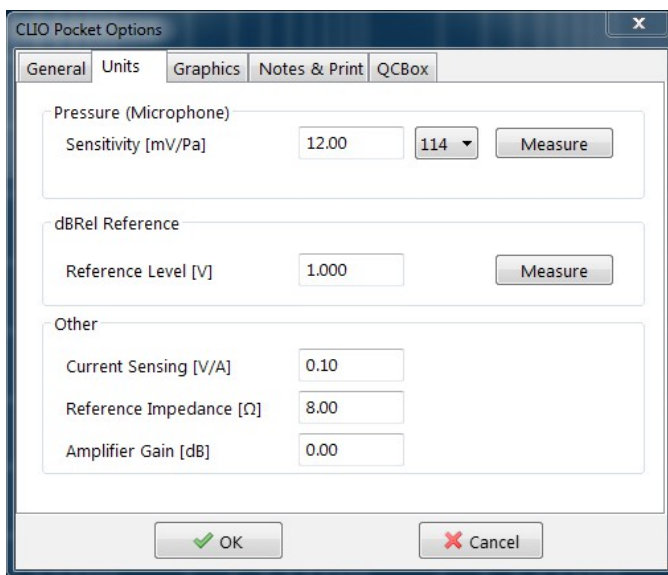 CLIO Pocket Options
x
General Units Graphics Notes & Print QCBox
Pressure (Microphone)
Sensitivity [mV/Pa] 12.00 114 Measure
dBRel Reference
Reference Level [V] 1.000 Measure
Other
Current Sensing [V/A] 0.10
Reference Impedance [Ω] 8.00
Amplifier Gain [dB] 0.00
OK Cancel